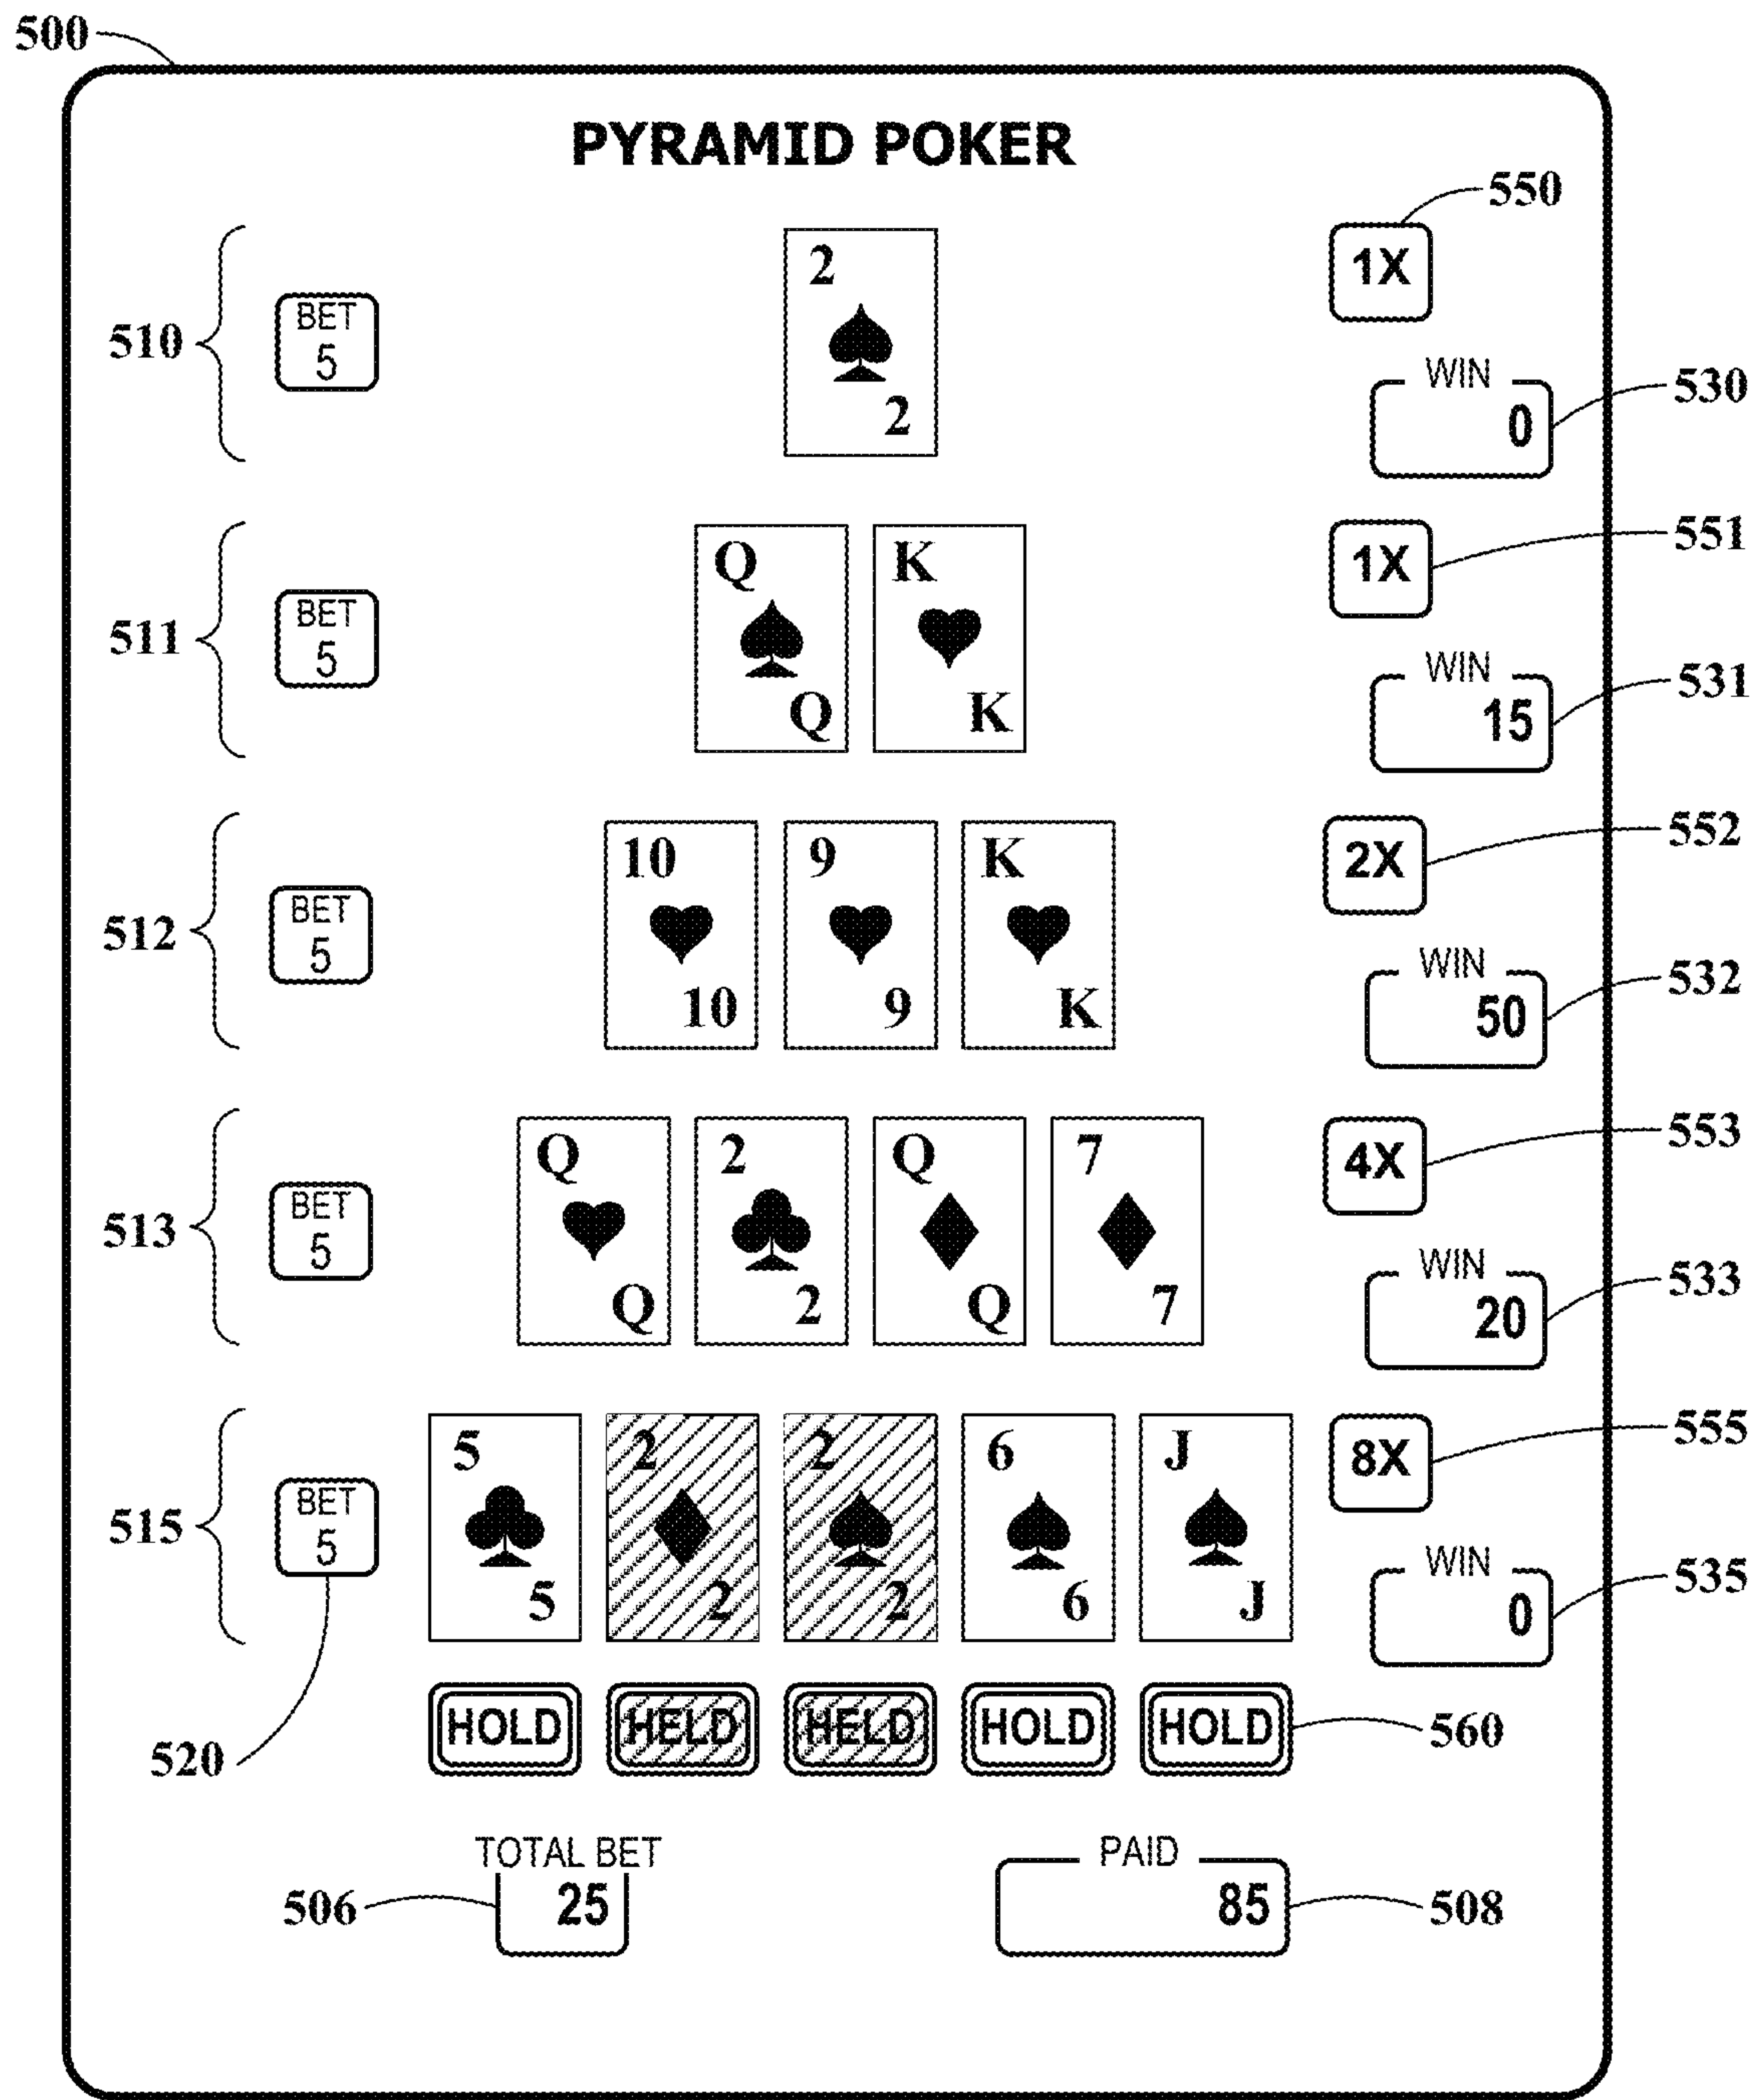 500
PYRAMID POKER
550
2
1X
BET
5
510
WIN
0
530
2
551
Q
K
1X
BET
5
511
WIN
15
531
Q
K
552
10
9
K
2X
BET
5
512
WIN
50
532
10
9
K
553
Q
2
Q
7
4X
BET
5
513
WIN
20
533
Q
2
Q
7
555
5
2
2
6
J
8X
BET
5
515
WIN
0
535
5
2
2
6
J
HOLD
HELD
HELD
HOLD
HOLD
560
520
TOTAL BET
25
506
PAID
85
508